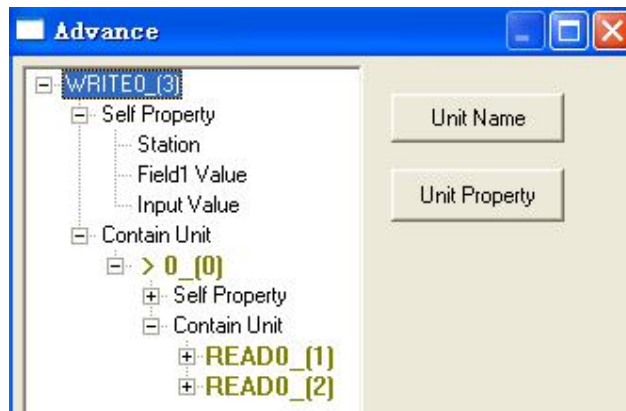 Advance
WRITE0_(3)
Self Property
Station
Field1 Value
Input Value
Contain Unit
> 0_(0)
Self Property
Contain Unit
READ0_(1)
READ0_(2)
Unit Name
Unit Property